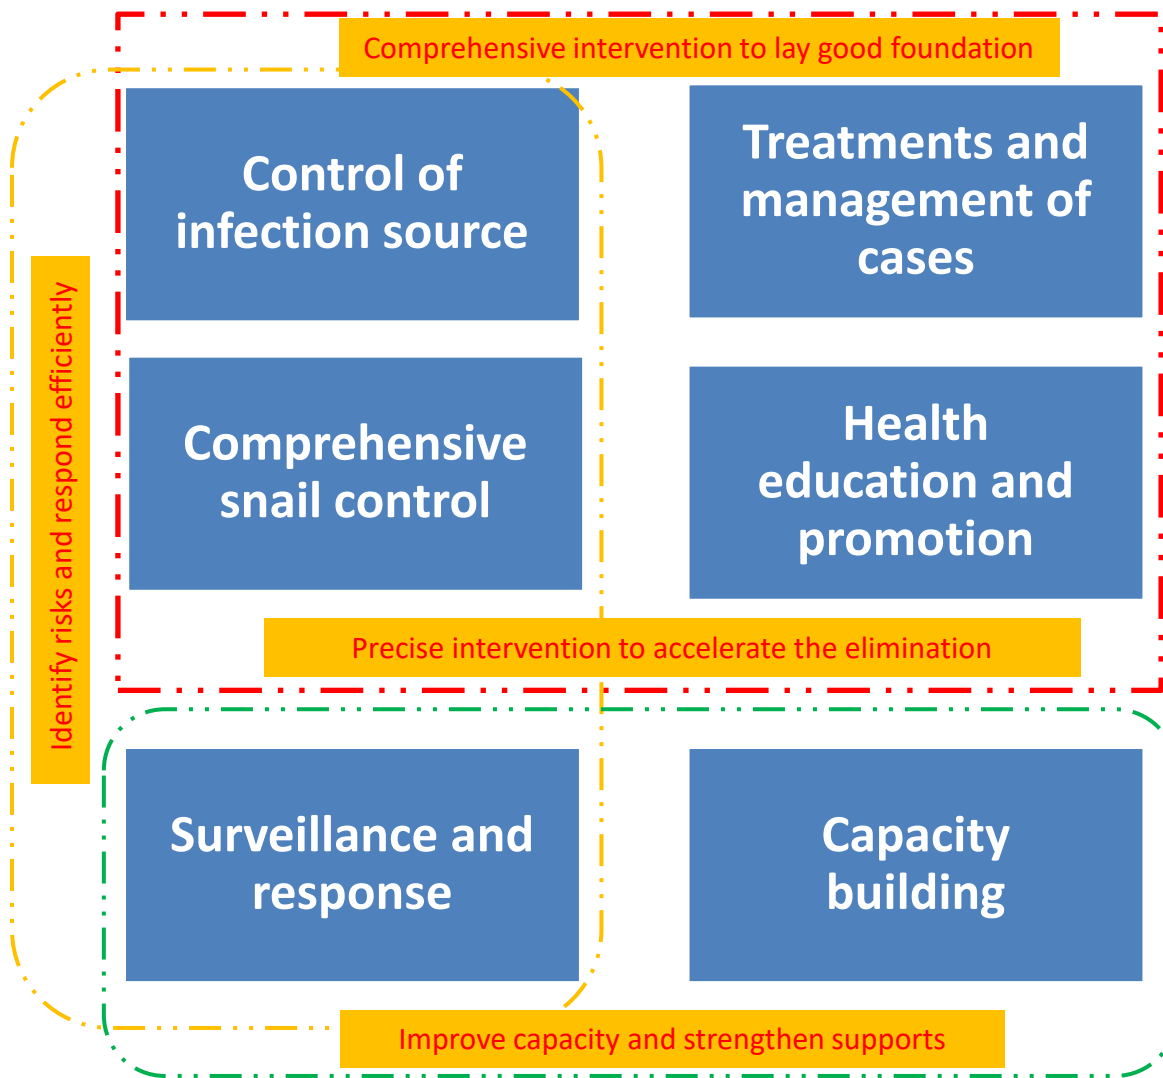 Comprehensive intervention to lay good foundation
Control of
infection source
Treatments and
management of
cases
Identify risks and respond efficiently
Comprehensive
snail control
Health
education and
promotion
Precise intervention to accelerate the elimination
Surveillance and
response
Capacity
building
Improve capacity and strengthen supports